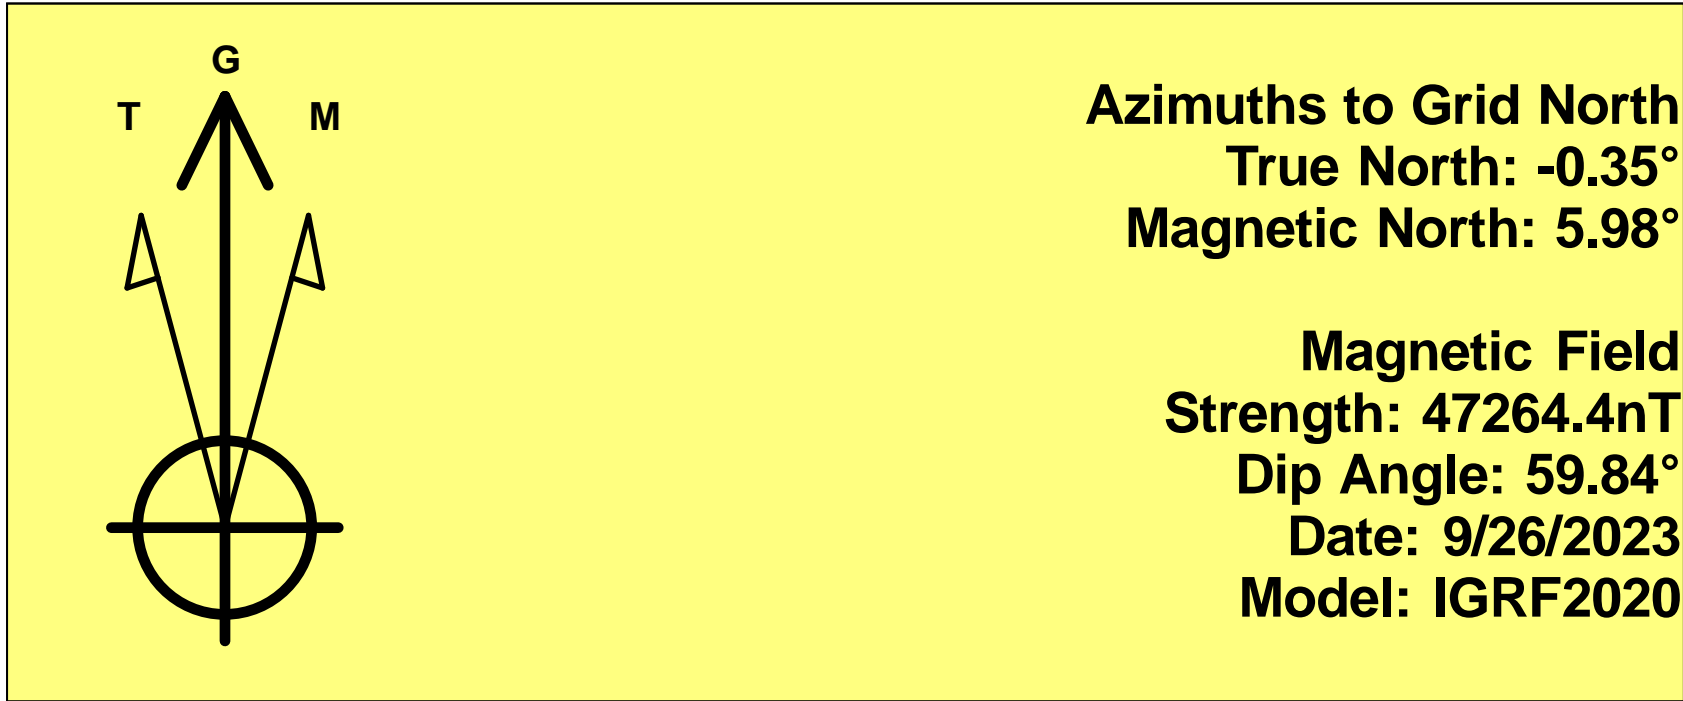 G
T M
Azimuths to Grid North
True North: -0.35°
Magnetic North: 5.98°
Magnetic Field
Strength: 47264.4nT
Dip Angle: 59.84°
Date: 9/26/2023
Model: IGRF2020